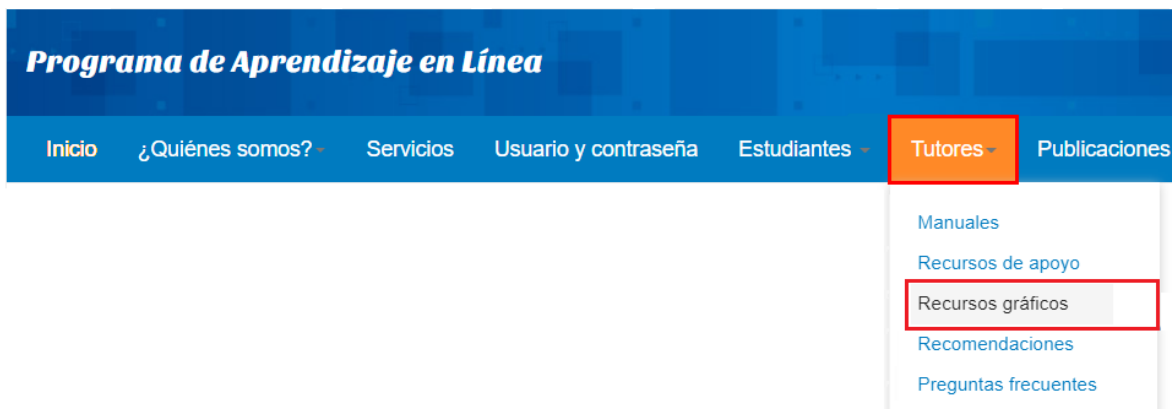 Programa de Aprendizaje en Línea
Inicio ¿Quiénes somos? Servicios Usuario y contraseña Estudiantes Tutores Publicaciones
Manuales
Recursos de apoyo
Recursos gráficos
Recomendaciones
Preguntas frecuentes